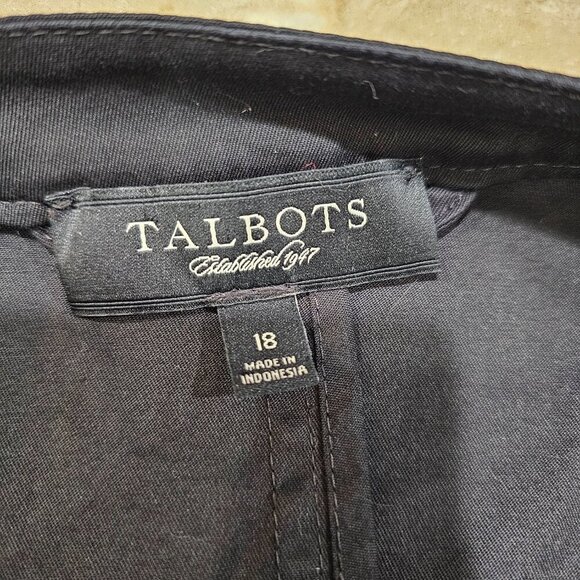 TALBOTS
Established 1947
18
MADE IN
INDONESIA